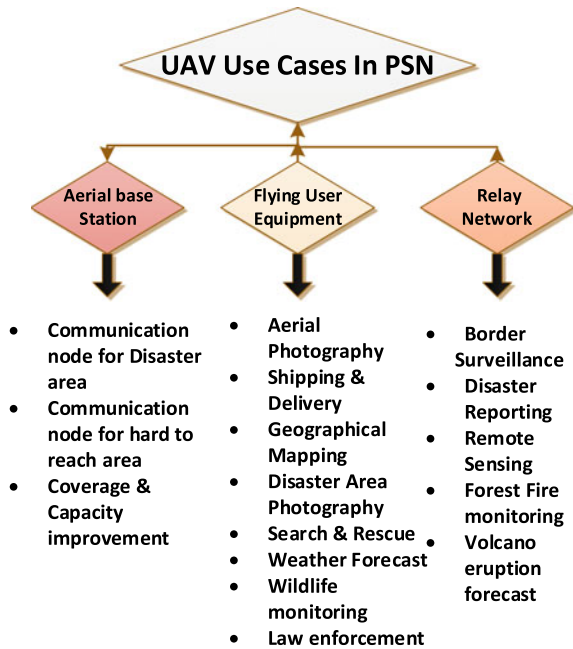 UAV Use Cases In PSN
Aerial base
Station
Flying User
Equipment
Relay
Network
• Communication
node for Disaster
area
• Communication
node for hard to
reach area
• Coverage &
Capacity
improvement
• Aerial
Photography
• Shipping &
Delivery
• Geographical
Mapping
• Disaster Area
Photography
• Search & Rescue
• Weather Forecast
• Wildlife
monitoring
• Law enforcement
• Border
Surveillance
• Disaster
Reporting
• Remote
Sensing
• Forest Fire
monitoring
• Volcano
eruption
forecast